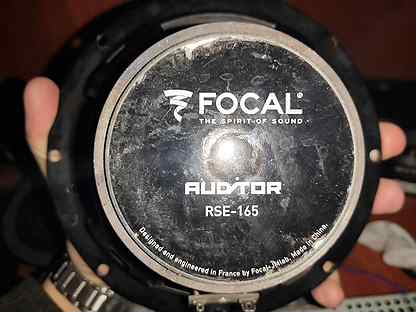 FOCAL®
THE SPIRIT OF SOUND
AUDITOR
RSE-165
Designed and engineered in France by Focal-JMlab. Made in China.